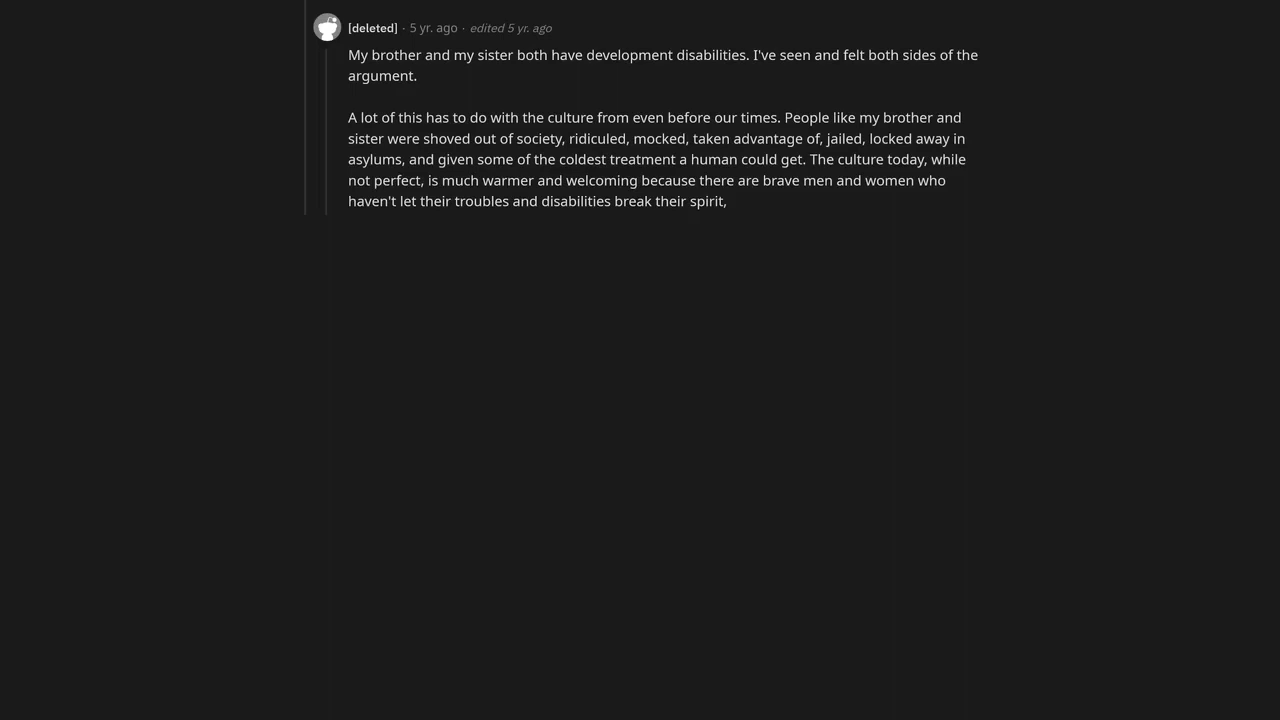 [deleted] · 5 yr. ago · edited 5 yr. ago
My brother and my sister both have development disabilities. I've seen and felt both sides of the
argument.
A lot of this has to do with the culture from even before our times. People like my brother and
sister were shoved out of society, ridiculed, mocked, taken advantage of, jailed, locked away in
asylums, and given some of the coldest treatment a human could get. The culture today, while
not perfect, is much warmer and welcoming because there are brave men and women who
haven't let their troubles and disabilities break their spirit,